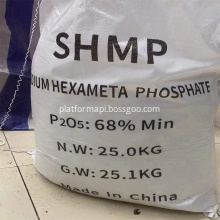 SHMP
DIUM HEXAMETA PHOSPHATE
platformapi.bossgoo.com
P2O5: 68% Min
N.W: 25.0KG
G.W: 25.1KG
Made in China